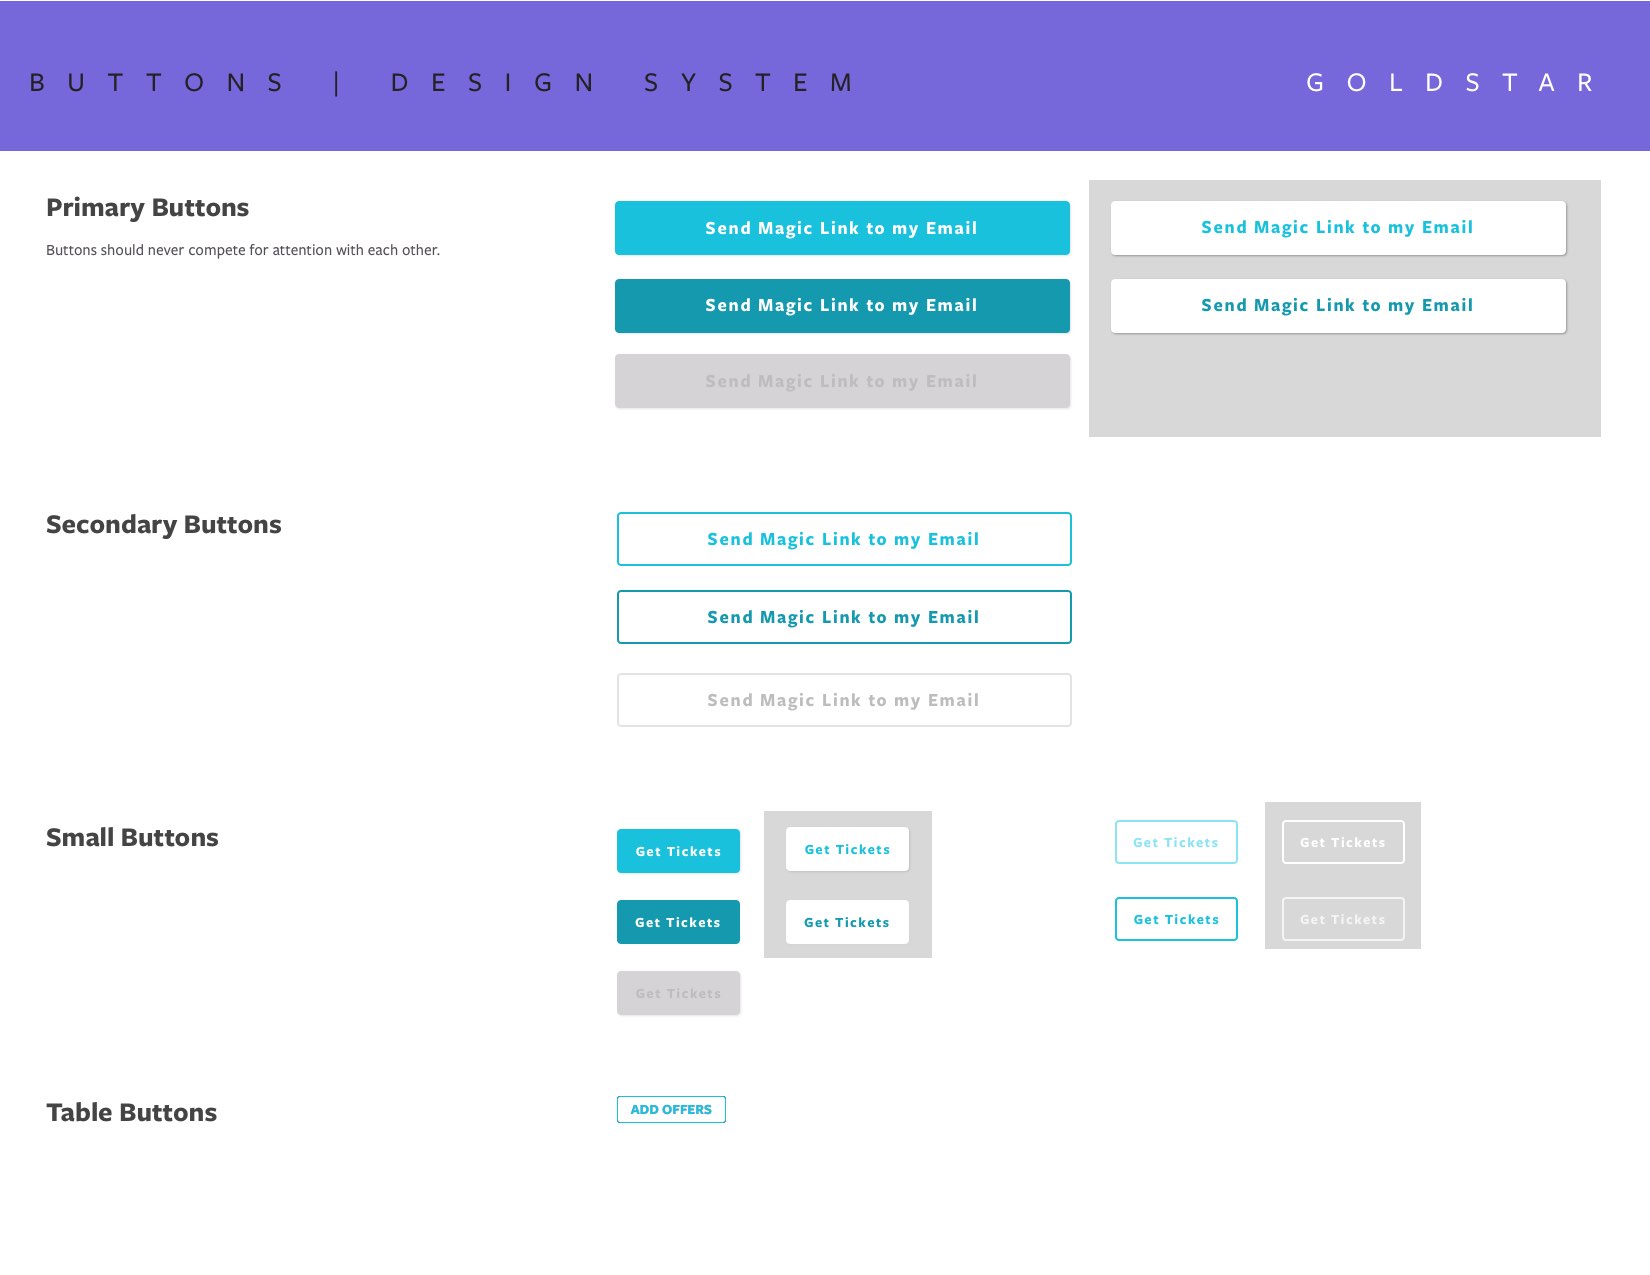 BUTTONS | DESIGN SYSTEM
GOLDSTAR
Primary Buttons
Buttons should never compete for attention with each other.
Send Magic Link to my Email
Send Magic Link to my Email
Send Magic Link to my Email
Send Magic Link to my Email
Send Magic Link to my Email
Secondary Buttons
Send Magic Link to my Email
Send Magic Link to my Email
Send Magic Link to my Email
Small Buttons
Get Tickets
Get Tickets
Get Tickets
Get Tickets
Get Tickets
Get Tickets
Get Tickets
Get Tickets
Get Tickets
Table Buttons
ADD OFFERS